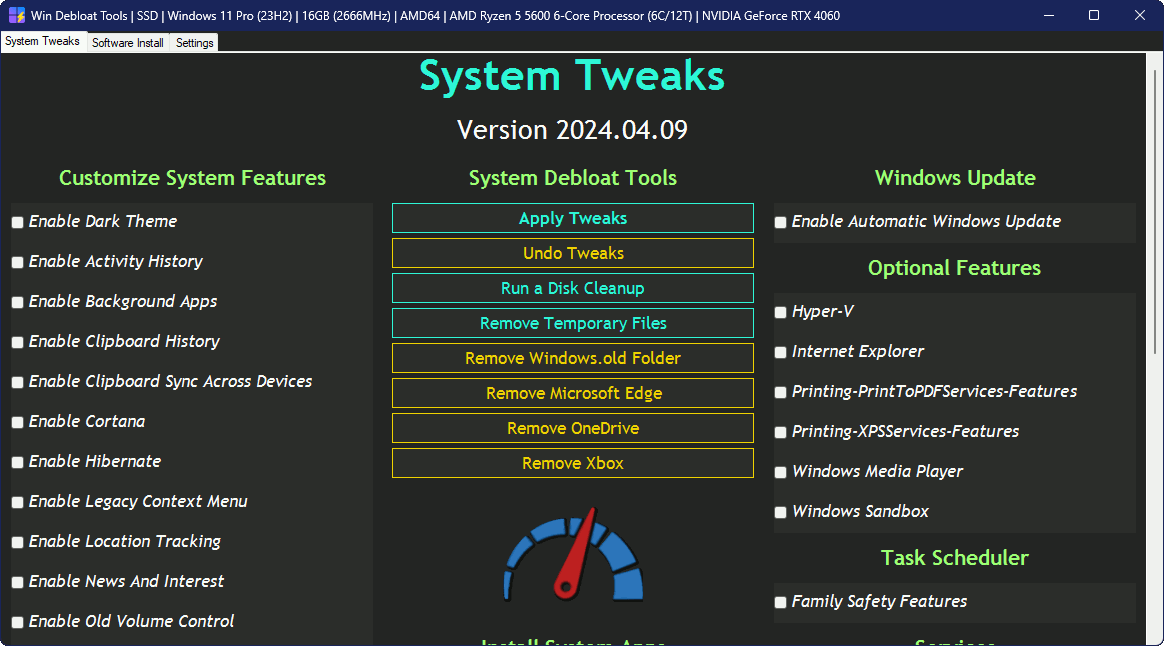 Win Debloat Tools | SSD | Windows 11 Pro (23H2) | 16GB (2666MHz) | AMD64 | AMD Ryzen 5 5600 6-Core Processor (6C/12T) | NVIDIA GeForce RTX 4060
System Tweaks
Software Install
Settings
System Tweaks
Version 2024.04.09
Customize System Features
Enable Dark Theme
Enable Activity History
Enable Background Apps
Enable Clipboard History
Enable Clipboard Sync Across Devices
Enable Cortana
Enable Hibernate
Enable Legacy Context Menu
Enable Location Tracking
Enable News And Interest
Enable Old Volume Control
System Debloat Tools
Apply Tweaks
Undo Tweaks
Run a Disk Cleanup
Remove Temporary Files
Remove Windows.old Folder
Remove Microsoft Edge
Remove OneDrive
Remove Xbox
Install System Apps
Windows Update
Enable Automatic Windows Update
Optional Features
Hyper-V
Internet Explorer
Printing-PrintToPDFServices-Features
Printing-XPSServices-Features
Windows Media Player
Windows Sandbox
Task Scheduler
Family Safety Features
Services